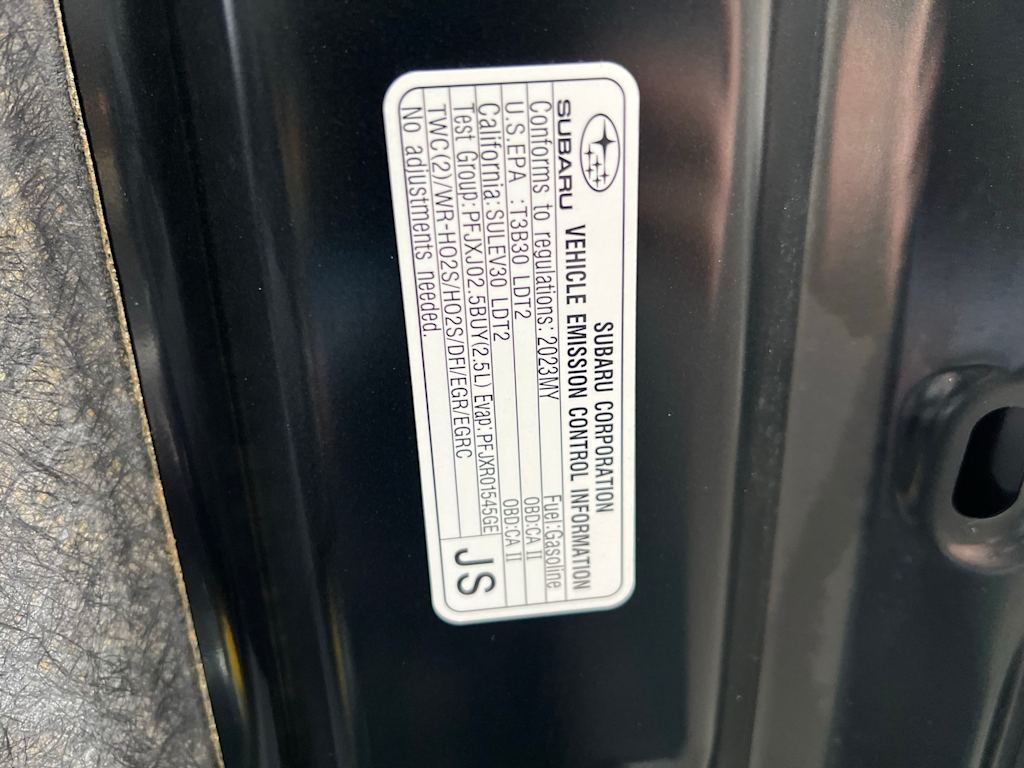 SUBARU CORPORATION
SUBARU VEHICLE EMISSION CONTROL INFORMATION
Conforms to regulations: 2023MY Fuel:Gasoline
U.S.EPA :T3B30 LDT2 OBD:CA II
California:SULEV30 LDT2 OBD:CA II
Test Group:PFJXJ02.5BUY(2.5L) Evap:PFJXR01545GE
TWC(2)/WR-HO2S/HO2S/DFI/EGR/EGRC
No adjustments needed.
JS